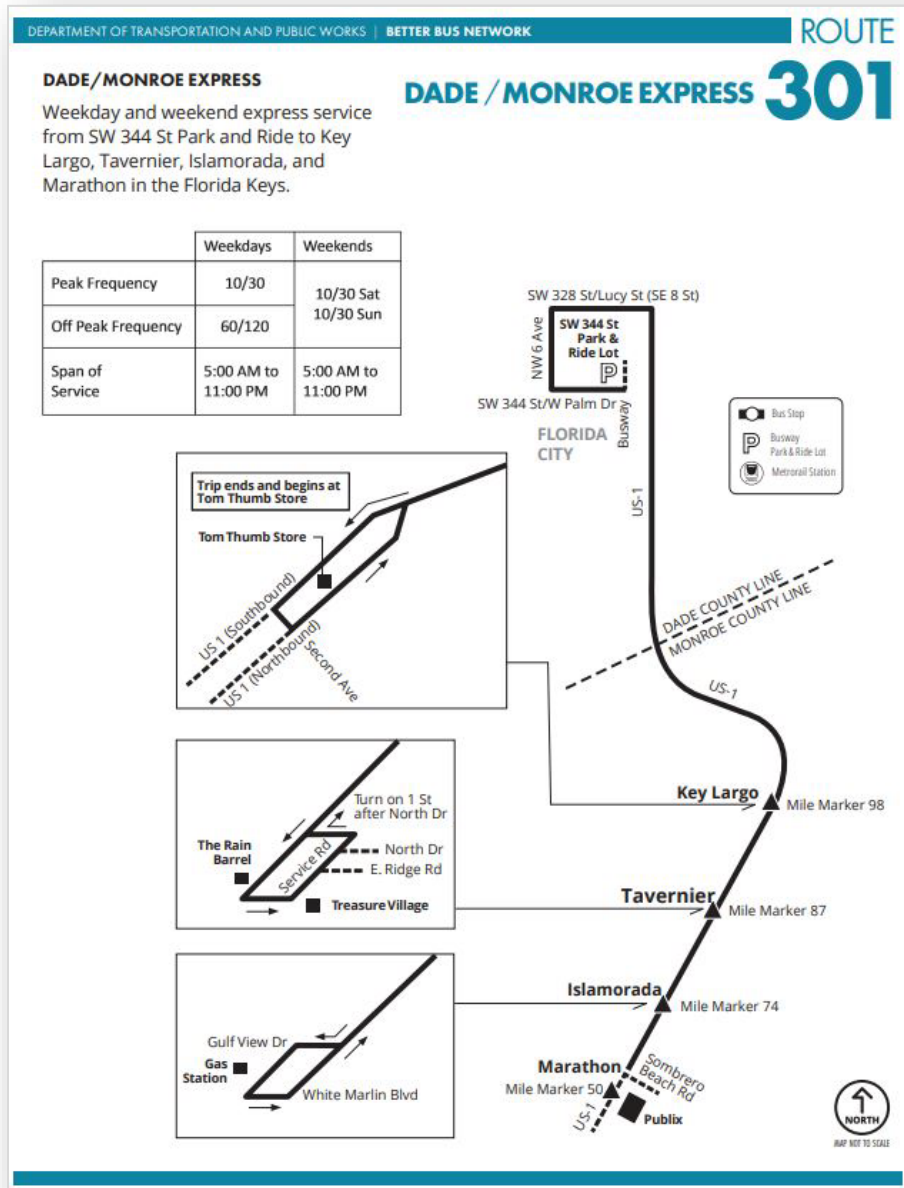 DEPARTMENT OF TRANSPORTATION AND PUBLIC WORKS | BETTER BUS NETWORK
ROUTE
301
DADE / MONROE EXPRESS
DADE/MONROE EXPRESS
Weekday and weekend express service
from SW 344 St Park and Ride to Key
Largo, Tavernier, Islamorada, and
Marathon in the Florida Keys.
Weekdays Weekends
Peak Frequency 10/30 10/30 Sat
10/30 Sun
Off Peak Frequency 60/120
Span of
Service
5:00 AM to
11:00 PM
5:00 AM to
11:00 PM
SW 328 St/Lucy St (SE 8 St)
NW 6 Ave
SW 344 St
Park &
Ride Lot
P
SW 344 St/W Palm Dr
Busway
FLORIDA
CITY
US-1
Bus Stop
P
Busway
Park & Ride Lot
Metrorail Station
DADE COUNTY LINE
MONROE COUNTY LINE
US-1
Trip ends and begins at
Tom Thumb Store
Tom Thumb Store
US 1 (Southbound)
US 1 (Northbound)
Second Ave
Key Largo
Mile Marker 98
Turn on 1 St
after North Dr
The Rain
Barrel
Service Rd
North Dr
E. Ridge Rd
Treasure Village
Tavernier
Mile Marker 87
Islamorada
Mile Marker 74
Gulf View Dr
Gas
Station
White Marlin Blvd
Marathon
Mile Marker 50
Sombrero
Beach Rd
US-1
Publix
NORTH
MAP NOT TO SCALE